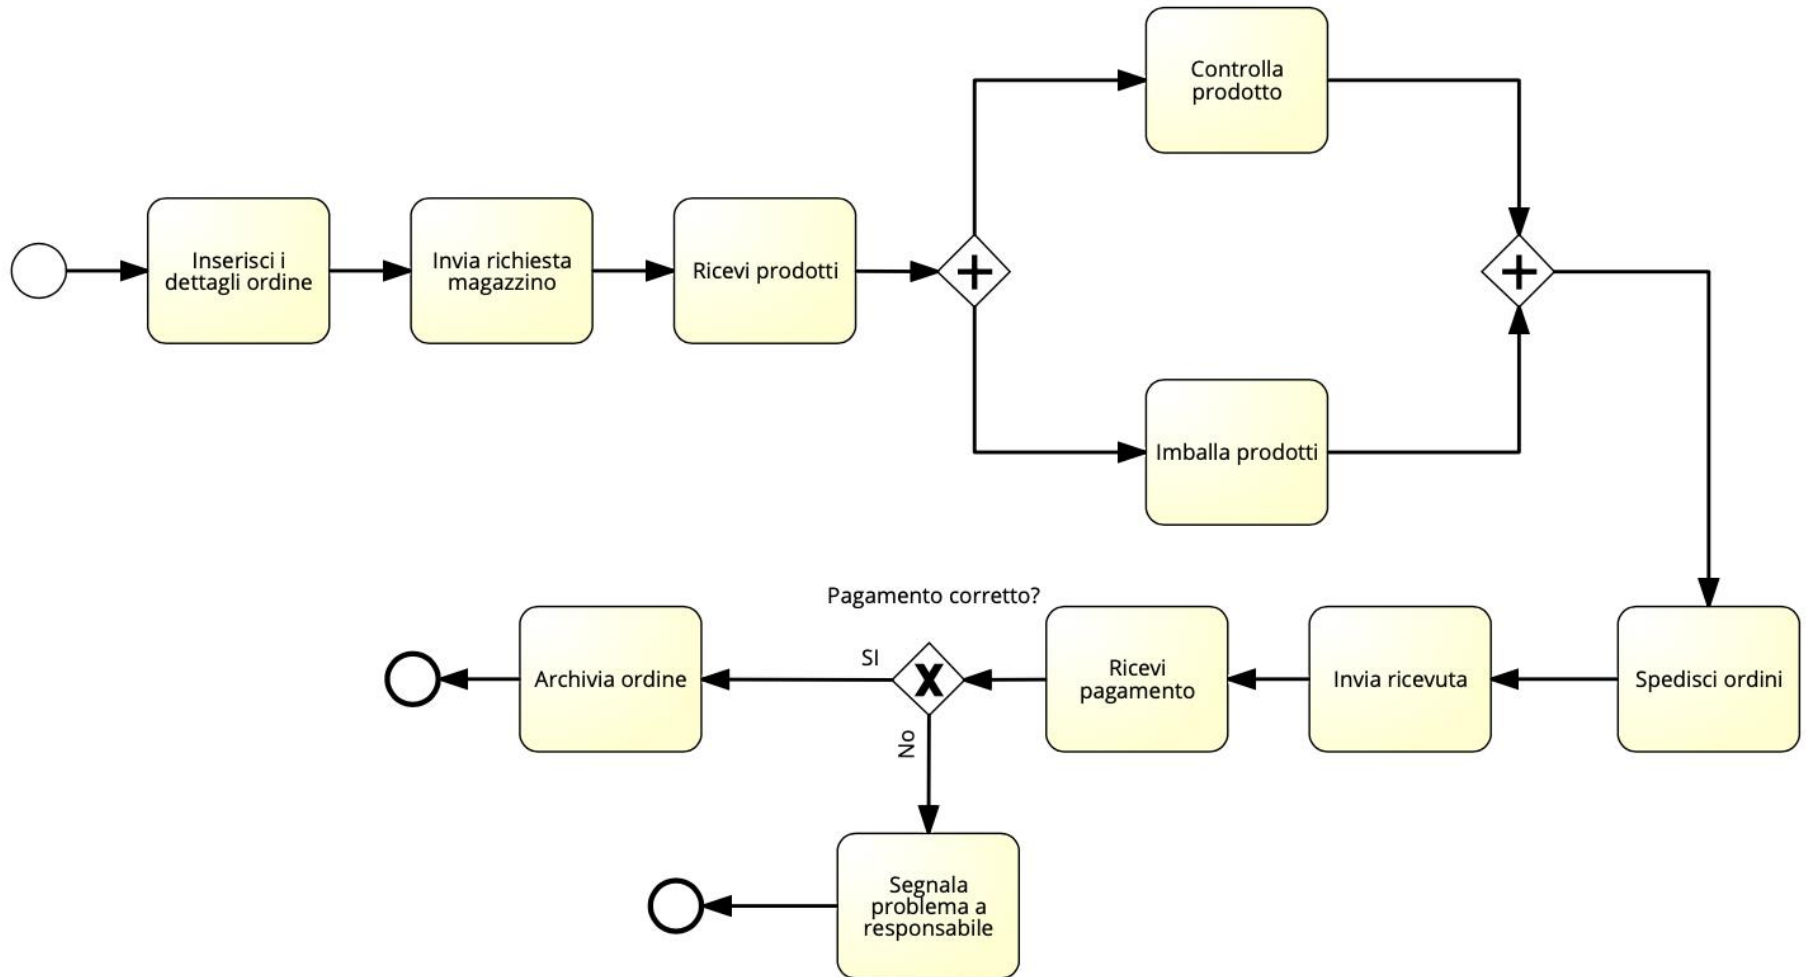 Controlla
prodotto
Inserisci i
dettagli ordine
Invia richiesta
magazzino
Ricevi prodotti
Imballa prodotti
Pagamento corretto?
Archivia ordine
SI
Ricevi
pagamento
Invia ricevuta
Spedisci ordini
No
Segnala
problema a
responsabile